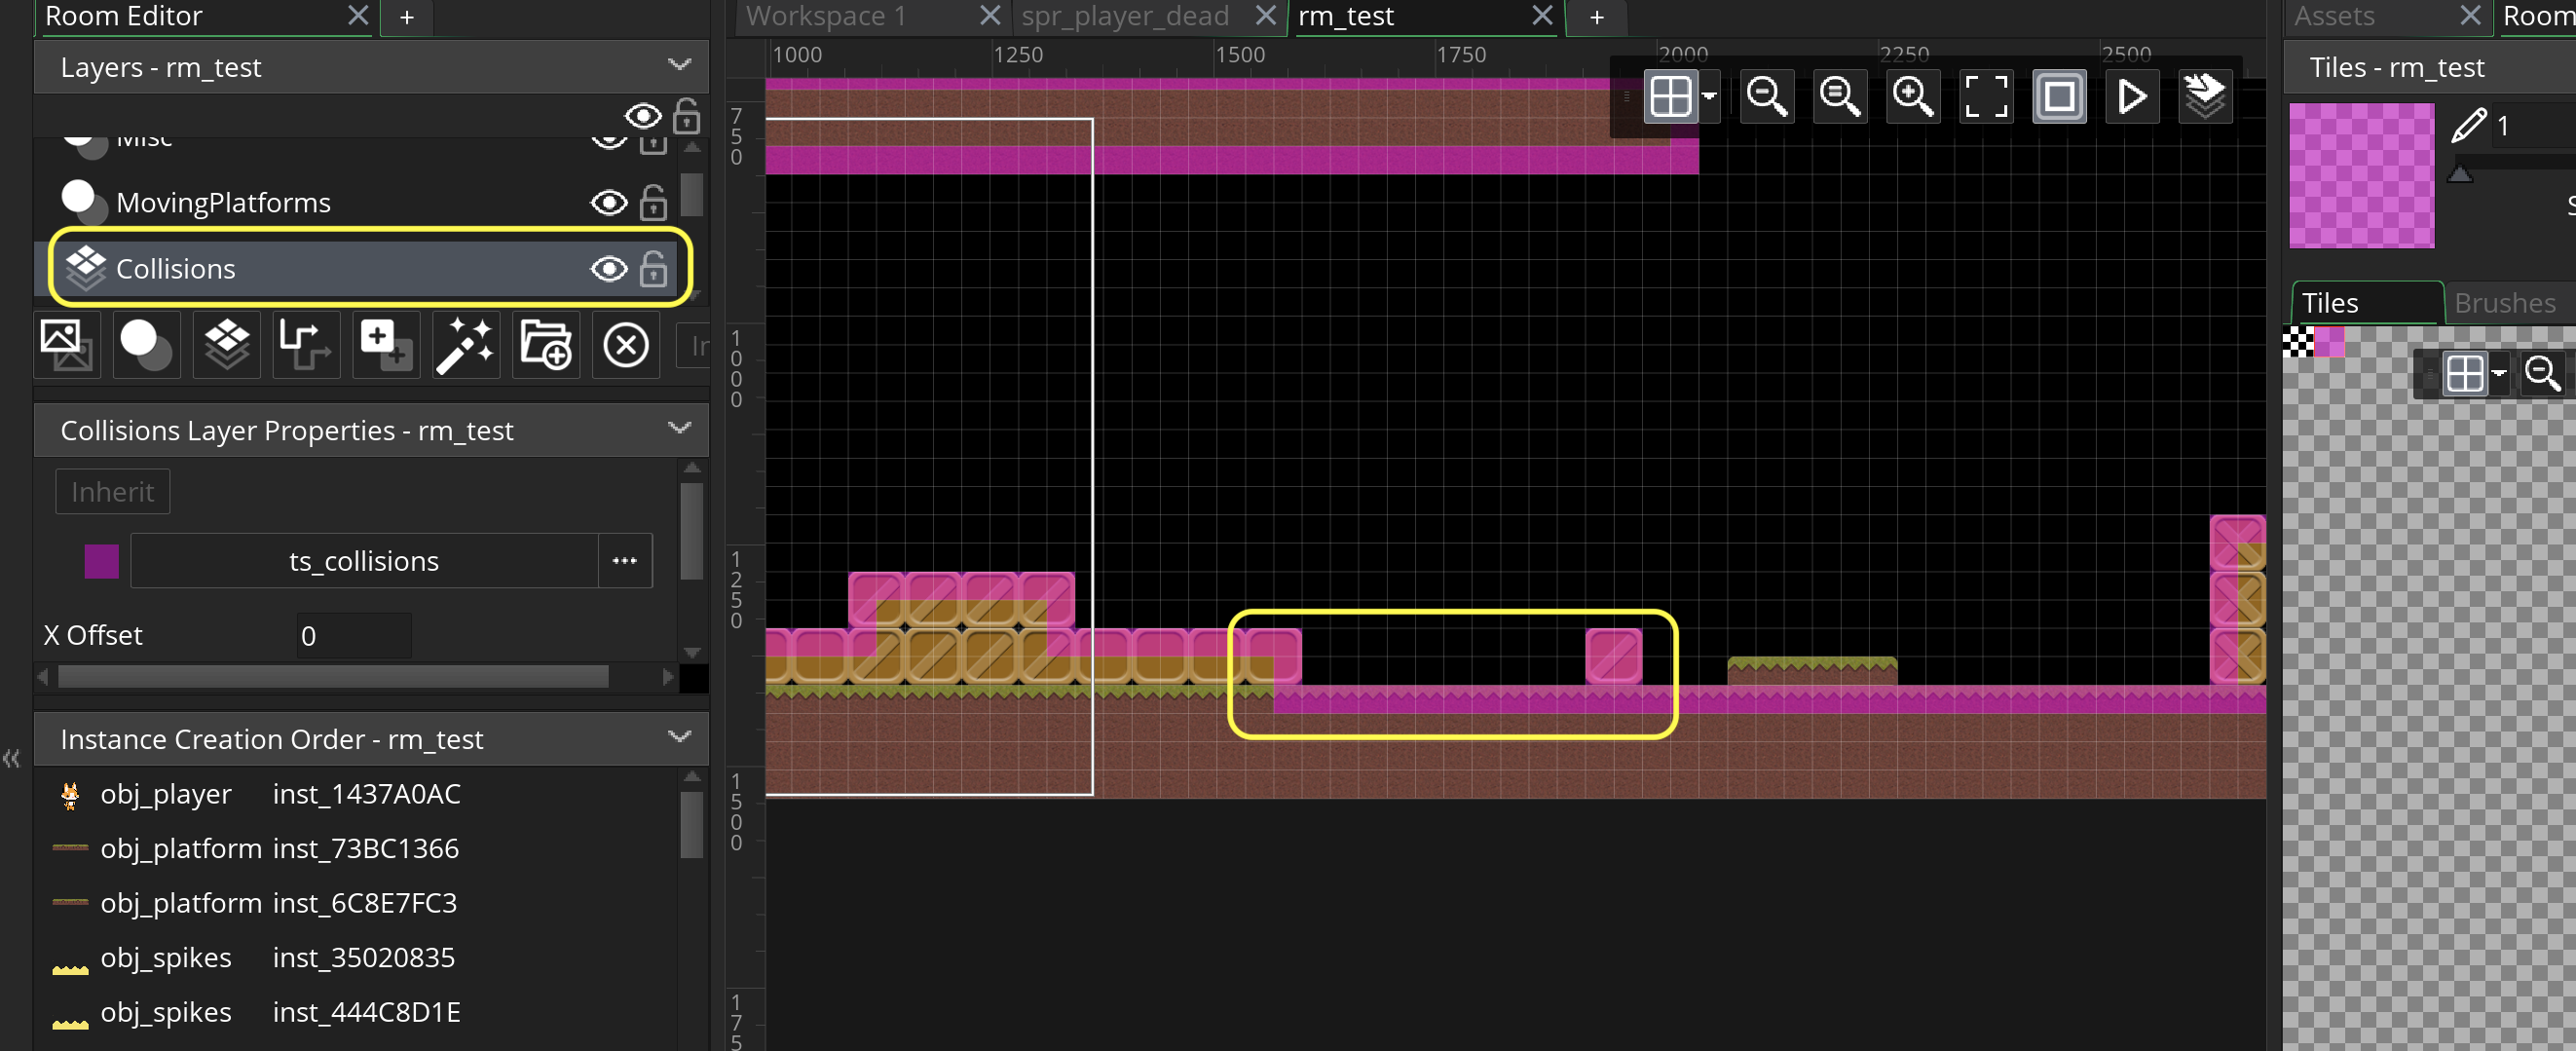 Room Editor
+
Workspace 1
spr_player_dead
rm_test
+
Assets
Room
Layers - rm_test
Misc
MovingPlatforms
Collisions
Collisions Layer Properties - rm_test
Inherit
ts_collisions
...
X Offset
0
Instance Creation Order - rm_test
obj_player inst_1437A0AC
obj_platform inst_73BC1366
obj_platform inst_6C8E7FC3
obj_spikes inst_35020835
obj_spikes inst_444C8D1E
1000 1250 1500 1750 2000 2250 2500
750
1000
1250
1500
175
Tiles - rm_test
1
Tiles
Brushes